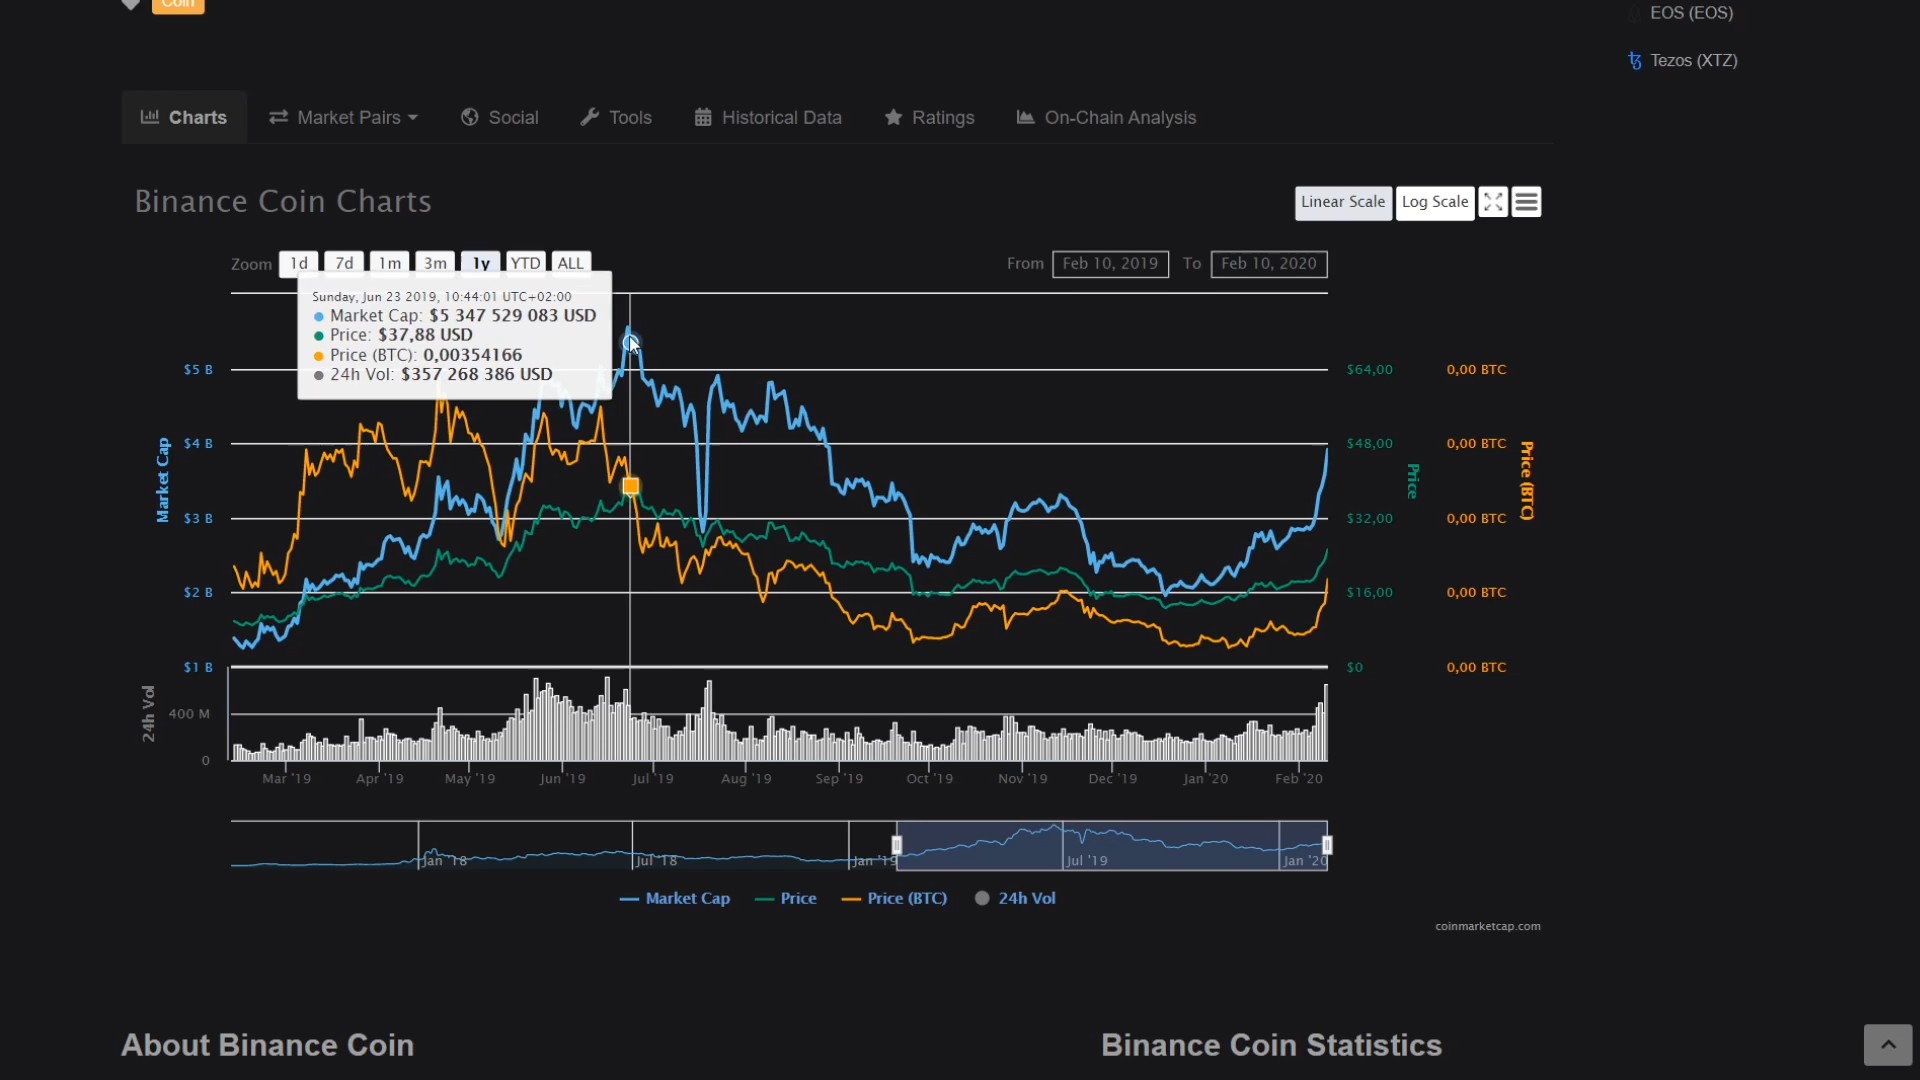 Coin
EOS (EOS)
Tezos (XTZ)
Charts
Market Pairs
Social
Tools
Historical Data
Ratings
On-Chain Analysis
Binance Coin Charts
Linear Scale
Log Scale
Zoom
1d
7d
1m
3m
1y
YTD
ALL
From
Feb 10, 2019
To
Feb 10, 2020
Sunday, Jun 23 2019, 10:44:01 UTC+02:00
Market Cap: $5 347 529 083 USD
Price: $37,88 USD
Price (BTC): 0,00354166
24h Vol: $357 268 386 USD
Market Cap
$5 B
$4 B
$3 B
$2 B
$1 B
$64,00
$48,00
$32,00
$16,00
$0
Price
0,00 BTC
0,00 BTC
0,00 BTC
0,00 BTC
0,00 BTC
Price (BTC)
24h Vol
400 M
0
Mar '19
Apr '19
May '19
Jun '19
Jul '19
Aug '19
Sep '19
Oct '19
Nov '19
Dec '19
Jan '20
Feb '20
Jan '18
Jul '18
Jan '19
Jul '19
Jan '20
Market Cap
Price
Price (BTC)
24h Vol
coinmarketcap.com
About Binance Coin
Binance Coin Statistics